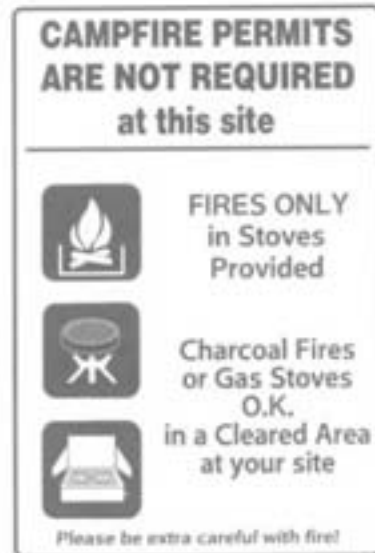 CAMPFIRE PERMITS
ARE NOT REQUIRED
at this site
FIRES ONLY
in Stoves
Provided
Charcoal Fires
or Gas Stoves
O.K.
in a Cleared Area
at your site
Please be extra careful with fire!